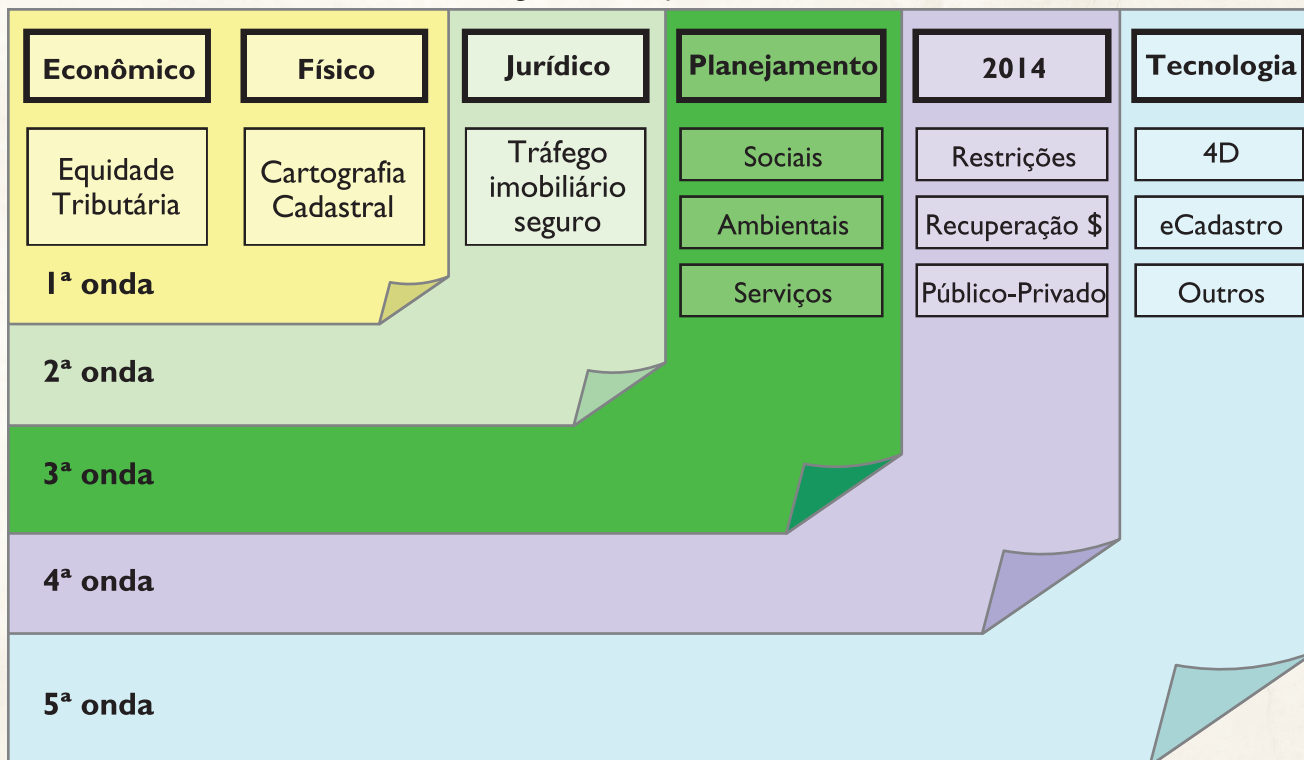 Econômico
Físico
Jurídico
Planejamento
2014
Tecnologia
Equidade
Tributária
Cartografia
Cadastral
Tráfego
imobiliário
seguro
Sociais
Ambientais
Serviços
Restrições
Recuperação $
Público-Privado
4D
eCadastro
Outros
1ª onda
2ª onda
3ª onda
4ª onda
5ª onda